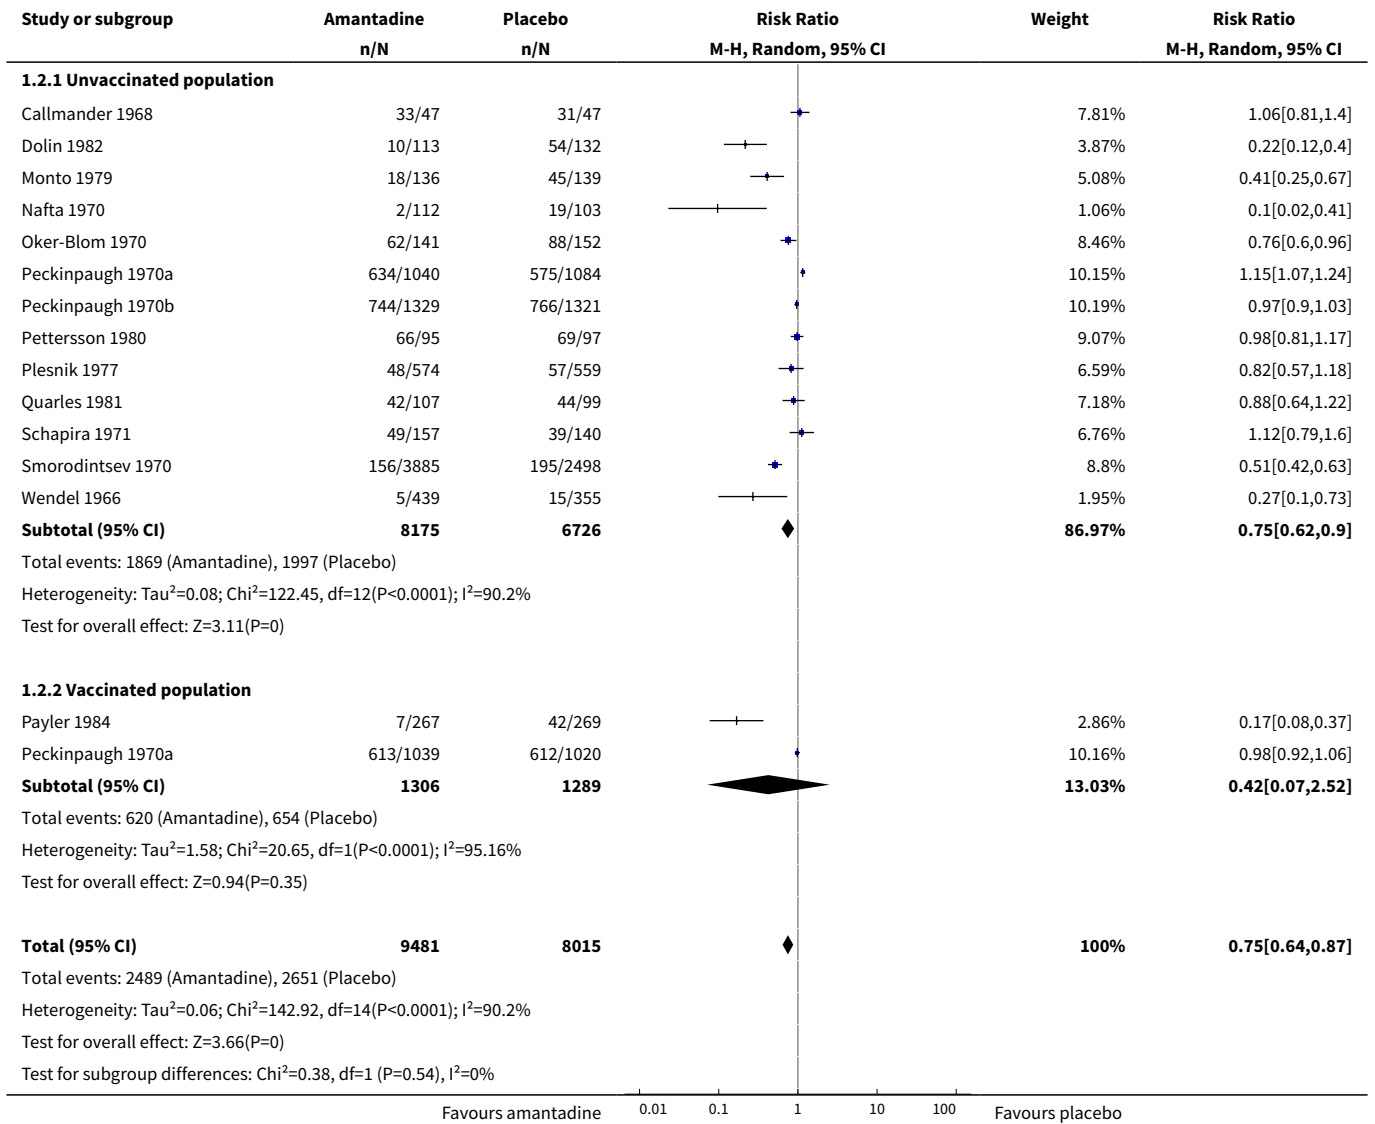 Study or subgroup Amantadine Placebo Risk Ratio Weight Risk Ratio
n/N n/N M-H, Random, 95% CI M-H, Random, 95% CI
1.2.1 Unvaccinated population
Callmander 1968 33/47 31/47 7.81% 1.06[0.81,1.4]
Dolin 1982 10/113 54/132 3.87% 0.22[0.12,0.4]
Monto 1979 18/136 45/139 5.08% 0.41[0.25,0.67]
Nafta 1970 2/112 19/103 1.06% 0.1[0.02,0.41]
Oker-Blom 1970 62/141 88/152 8.46% 0.76[0.6,0.96]
Peckinpaugh 1970a 634/1040 575/1084 10.15% 1.15[1.07,1.24]
Peckinpaugh 1970b 744/1329 766/1321 10.19% 0.97[0.9,1.03]
Pettersson 1980 66/95 69/97 9.07% 0.98[0.81,1.17]
Plesnik 1977 48/574 57/559 6.59% 0.82[0.57,1.18]
Quarles 1981 42/107 44/99 7.18% 0.88[0.64,1.22]
Schapira 1971 49/157 39/140 6.76% 1.12[0.79,1.6]
Smorodintsev 1970 156/3885 195/2498 8.8% 0.51[0.42,0.63]
Wendel 1966 5/439 15/355 1.95% 0.27[0.1,0.73]
Subtotal (95% CI) 8175 6726 86.97% 0.75[0.62,0.9]
Total events: 1869 (Amantadine), 1997 (Placebo)
Heterogeneity: Tau²=0.08; Chi²=122.45, df=12(P<0.0001); I²=90.2%
Test for overall effect: Z=3.11(P=0)
1.2.2 Vaccinated population
Payler 1984 7/267 42/269 2.86% 0.17[0.08,0.37]
Peckinpaugh 1970a 613/1039 612/1020 10.16% 0.98[0.92,1.06]
Subtotal (95% CI) 1306 1289 13.03% 0.42[0.07,2.52]
Total events: 620 (Amantadine), 654 (Placebo)
Heterogeneity: Tau²=1.58; Chi²=20.65, df=1(P<0.0001); I²=95.16%
Test for overall effect: Z=0.94(P=0.35)
Total (95% CI) 9481 8015 100% 0.75[0.64,0.87]
Total events: 2489 (Amantadine), 2651 (Placebo)
Heterogeneity: Tau²=0.06; Chi²=142.92, df=14(P<0.0001); I²=90.2%
Test for overall effect: Z=3.66(P=0)
Test for subgroup differences: Chi²=0.38, df=1 (P=0.54), I²=0%
Favours amantadine 0.01 0.1 1 10 100 Favours placebo